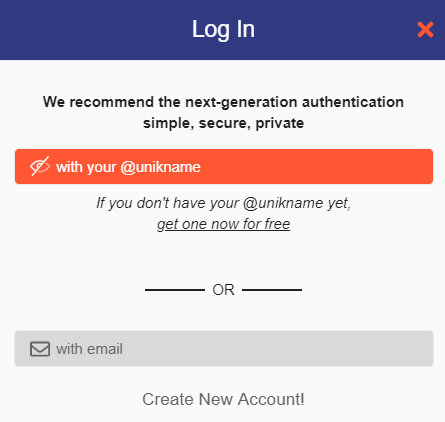 Log In
We recommend the next-generation authentication
simple, secure, private
with your @unikname
If you don't have your @unikname yet,
get one now for free
OR
with email
Create New Account!